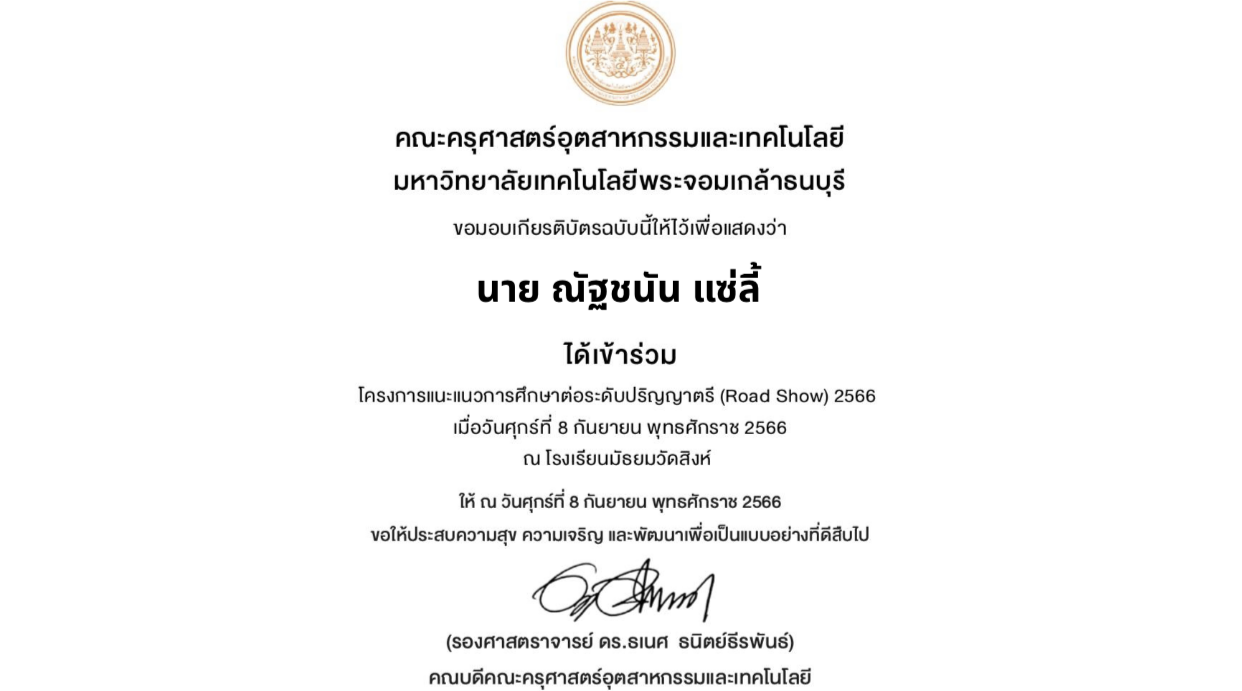 คณะครุศาสตร์อุตสาหกรรมและเทคโนโลยี
มหาวิทยาลัยเทคโนโลยีพระจอมเกล้าธนบุรี
ขอมอบเกียรติบัตรฉบับนี้ให้ไว้เพื่อแสดงว่า
นาย ณัฐชนัน แซ่ลี้
ได้เข้าร่วม
โครงการแนะแนวการศึกษาต่อระดับปริญญาตรี (Road Show) 2566
เมื่อวันศุกร์ที่ 8 กันยายน พุทธศักราช 2566
ณ โรงเรียนมัธยมวัดสิงห์
ให้ ณ วันศุกร์ที่ 8 กันยายน พุทธศักราช 2566
ขอให้ประสบความสุข ความเจริญ และพัฒนาเพื่อเป็นแบบอย่างที่ดีสืบไป
(รองศาสตราจารย์ ดร.ธเนศ ธนิตย์ธีรพันธ์)
คณบดีคณะครุศาสตร์อุตสาหกรรมและเทคโนโลยี